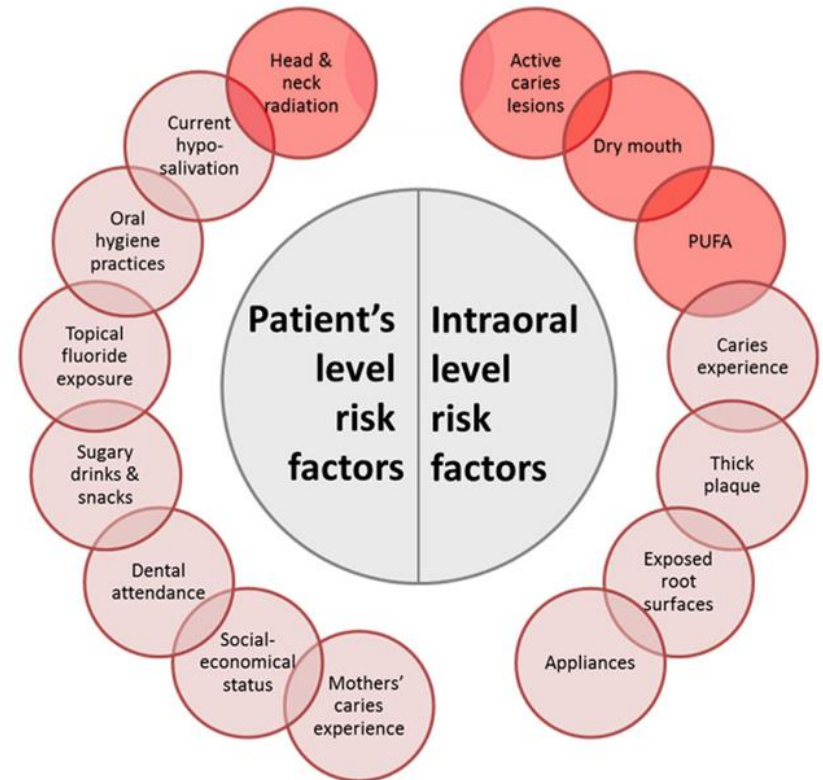 Head &
neck
radiation
Current
hypo-
salivation
Oral
hygiene
practices
Topical
fluoride
exposure
Sugary
drinks &
snacks
Dental
attendance
Social-
economical
status
Mothers’
caries
experience
Patient’s
level
risk
factors
Intraoral
level
risk
factors
Active
caries
lesions
Dry mouth
PUFA
Caries
experience
Thick
plaque
Exposed
root
surfaces
Appliances